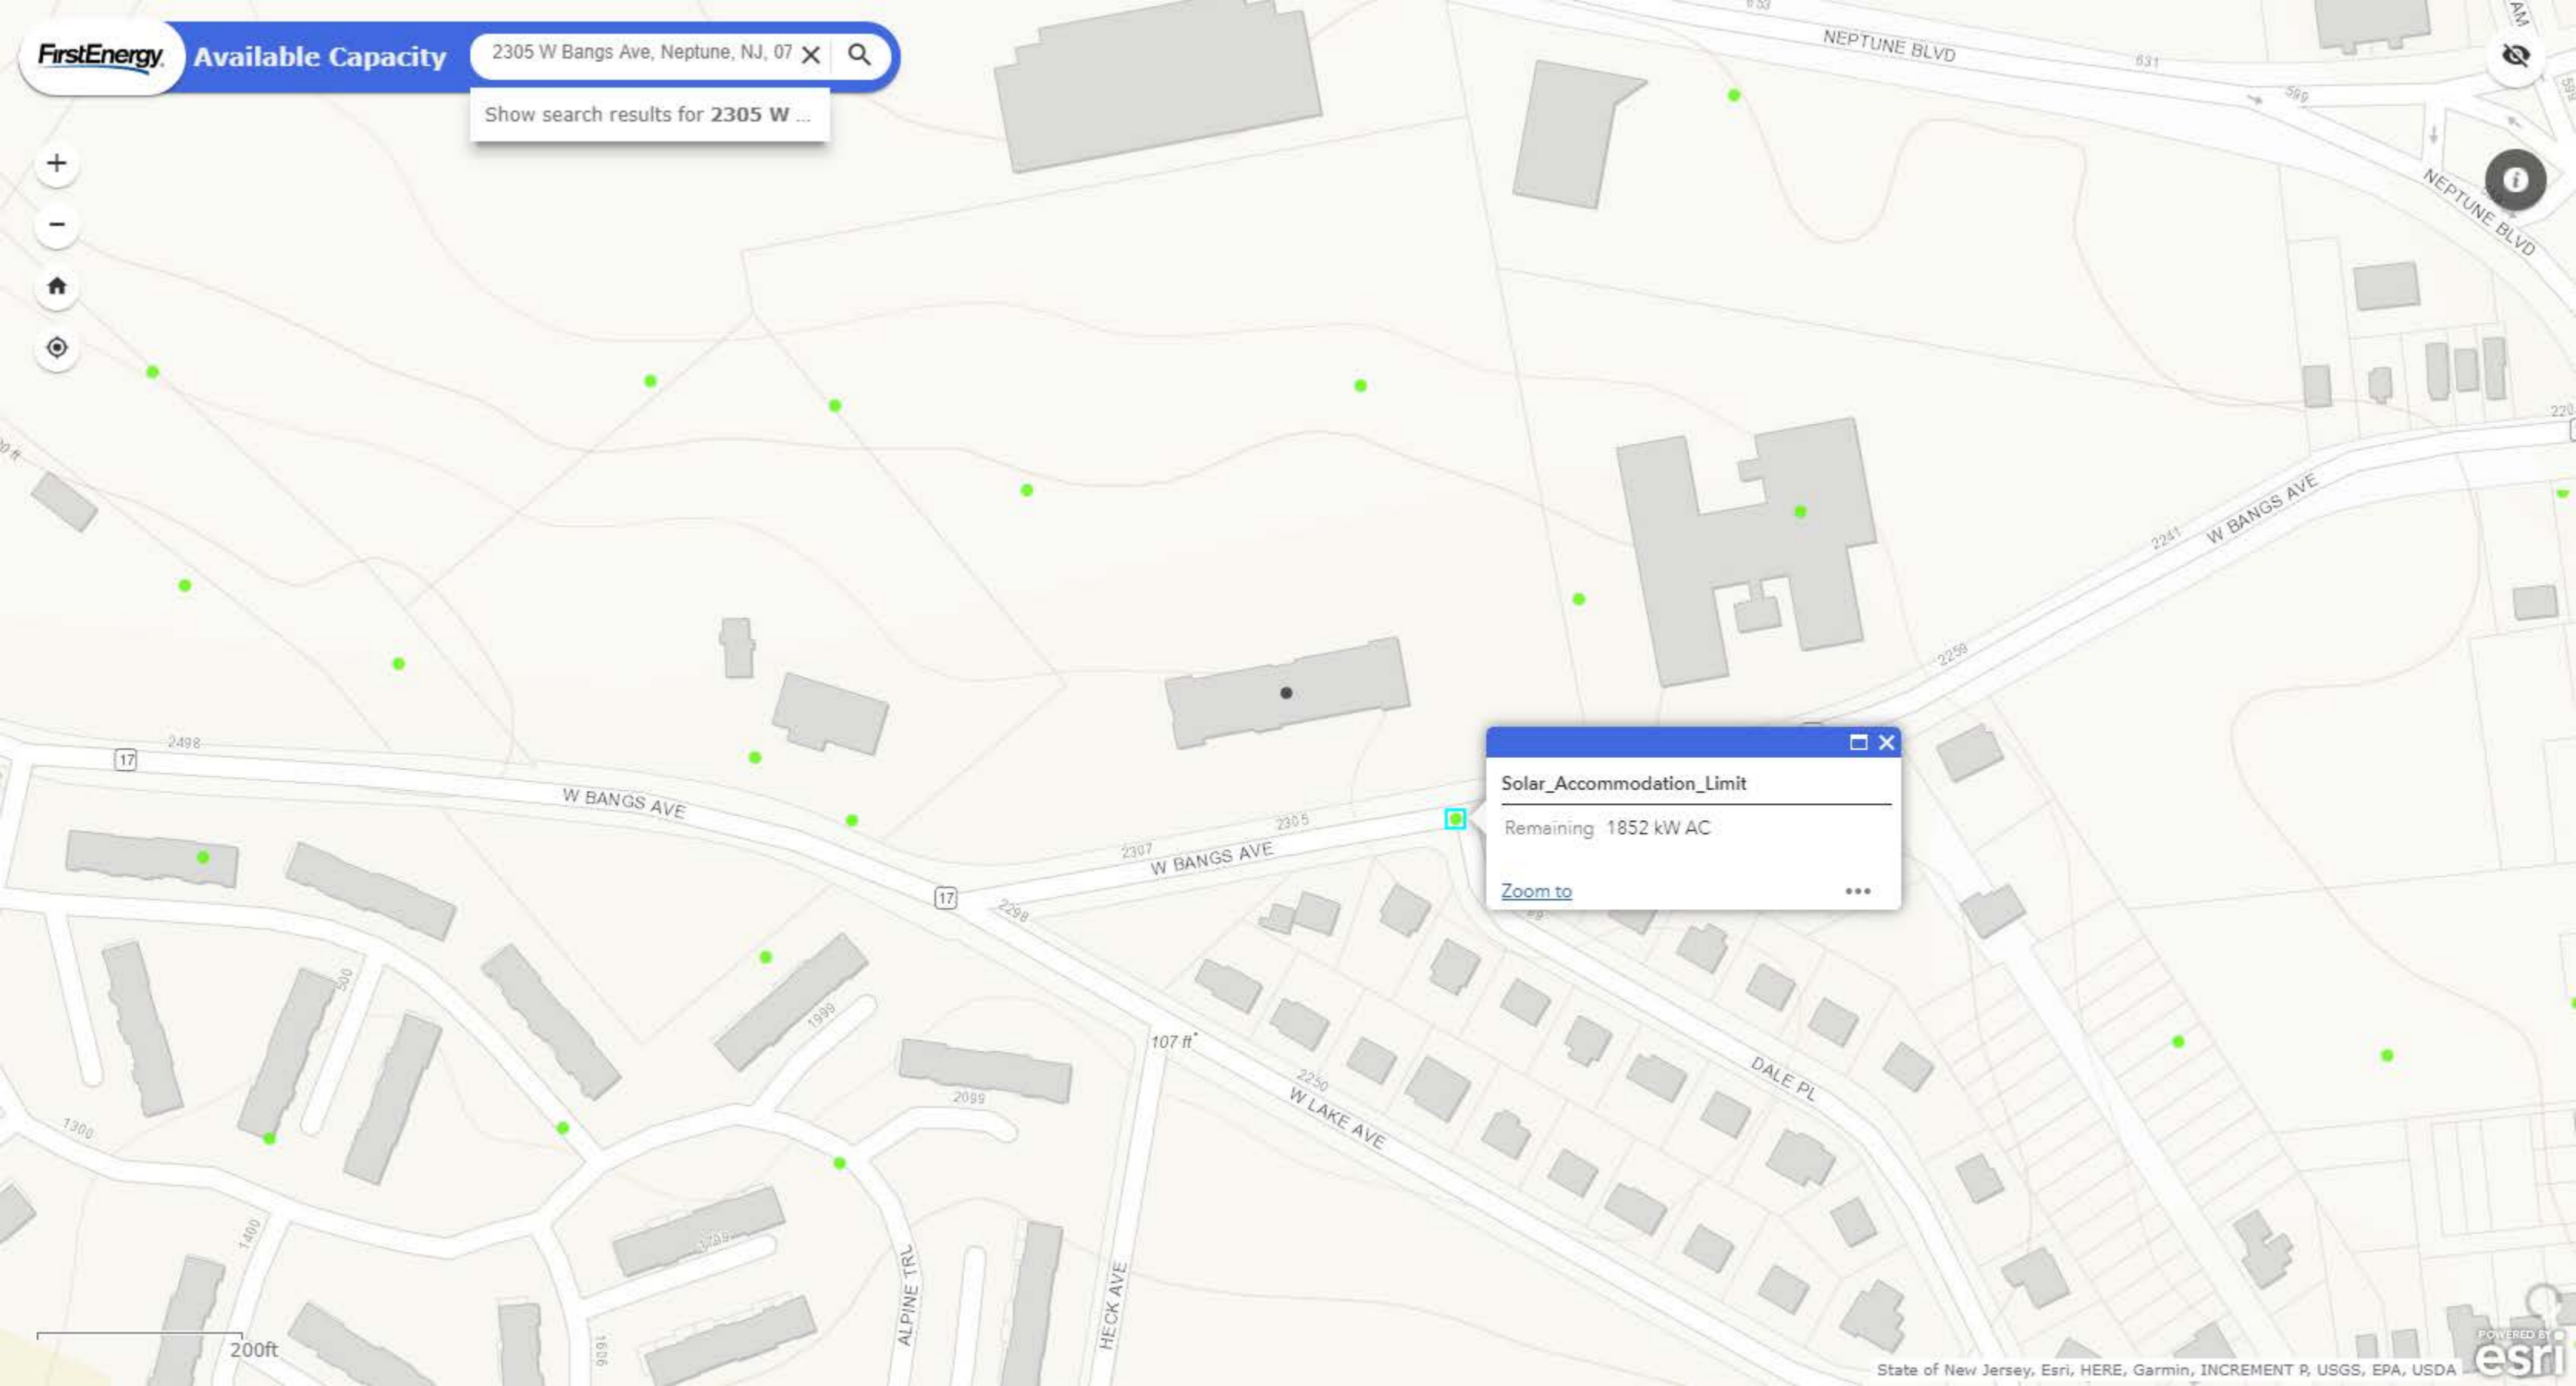 FirstEnergy
Available Capacity
2305 W Bangs Ave, Neptune, NJ, 07
Show search results for 2305 W ...
NEPTUNE BLVD
631
599
NEPTUNE BLVD
W BANGS AVE
2241
2259
2498
17
W BANGS AVE
2305
2307
W BANGS AVE
17
2298
Solar_Accommodation_Limit
Remaining 1852 kW AC
Zoom to
500
1999
107 ft
2099
2250
W LAKE AVE
DALE PL
1300
1400
1799
ALPINE TRL
HECK AVE
1606
200ft
POWERED BY
esri
State of New Jersey, Esri, HERE, Garmin, INCREMENT P, USGS, EPA, USDA